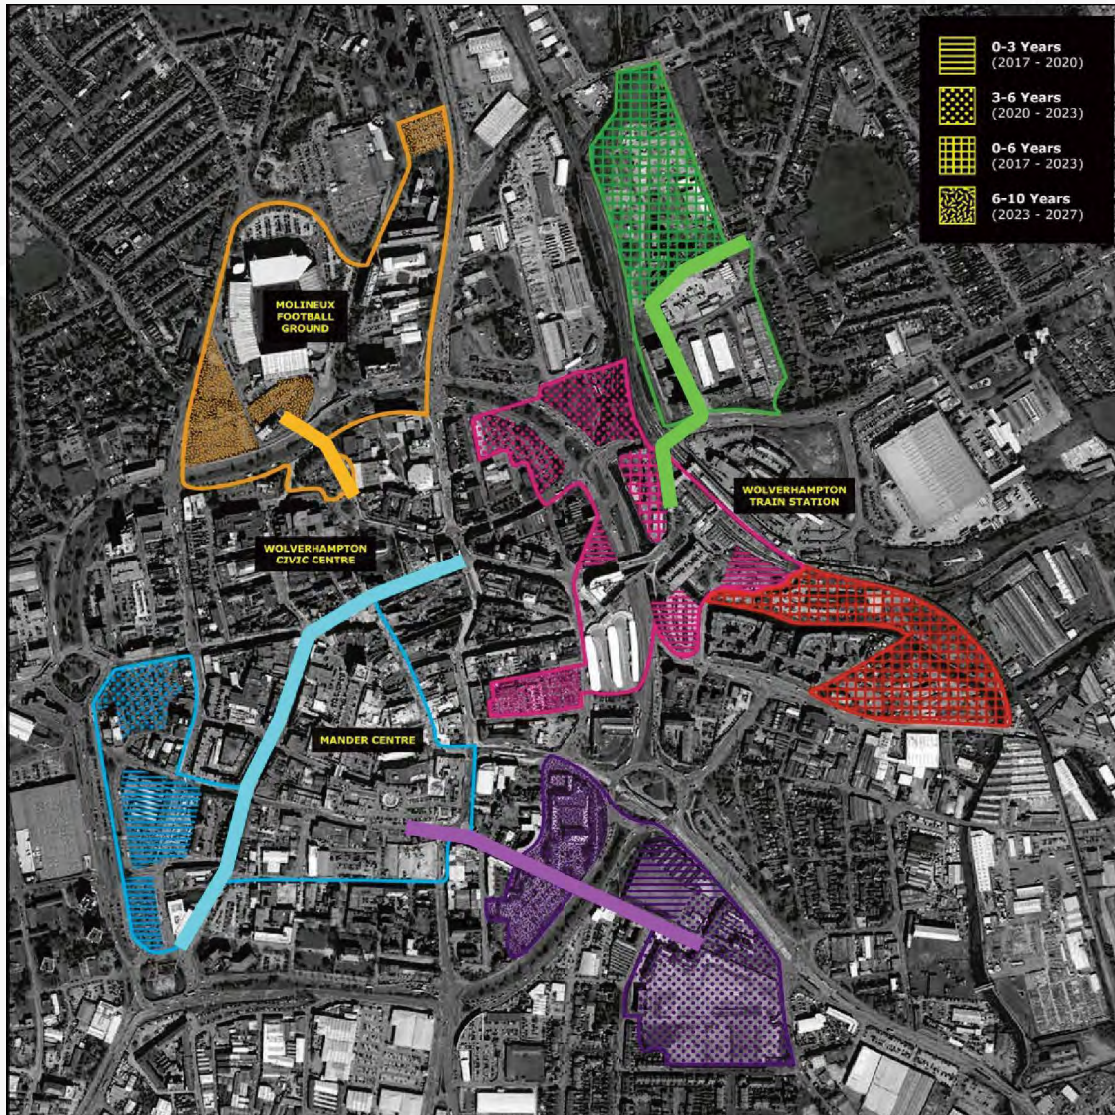 0-3 Years
(2017 - 2020)
3-6 Years
(2020 - 2023)
0-6 Years
(2017 - 2023)
6-10 Years
(2023 - 2027)
MOLINEUX
FOOTBALL
GROUND
WOLVERHAMPTON
TRAIN STATION
WOLVERHAMPTON
CIVIC CENTRE
MANDER CENTRE